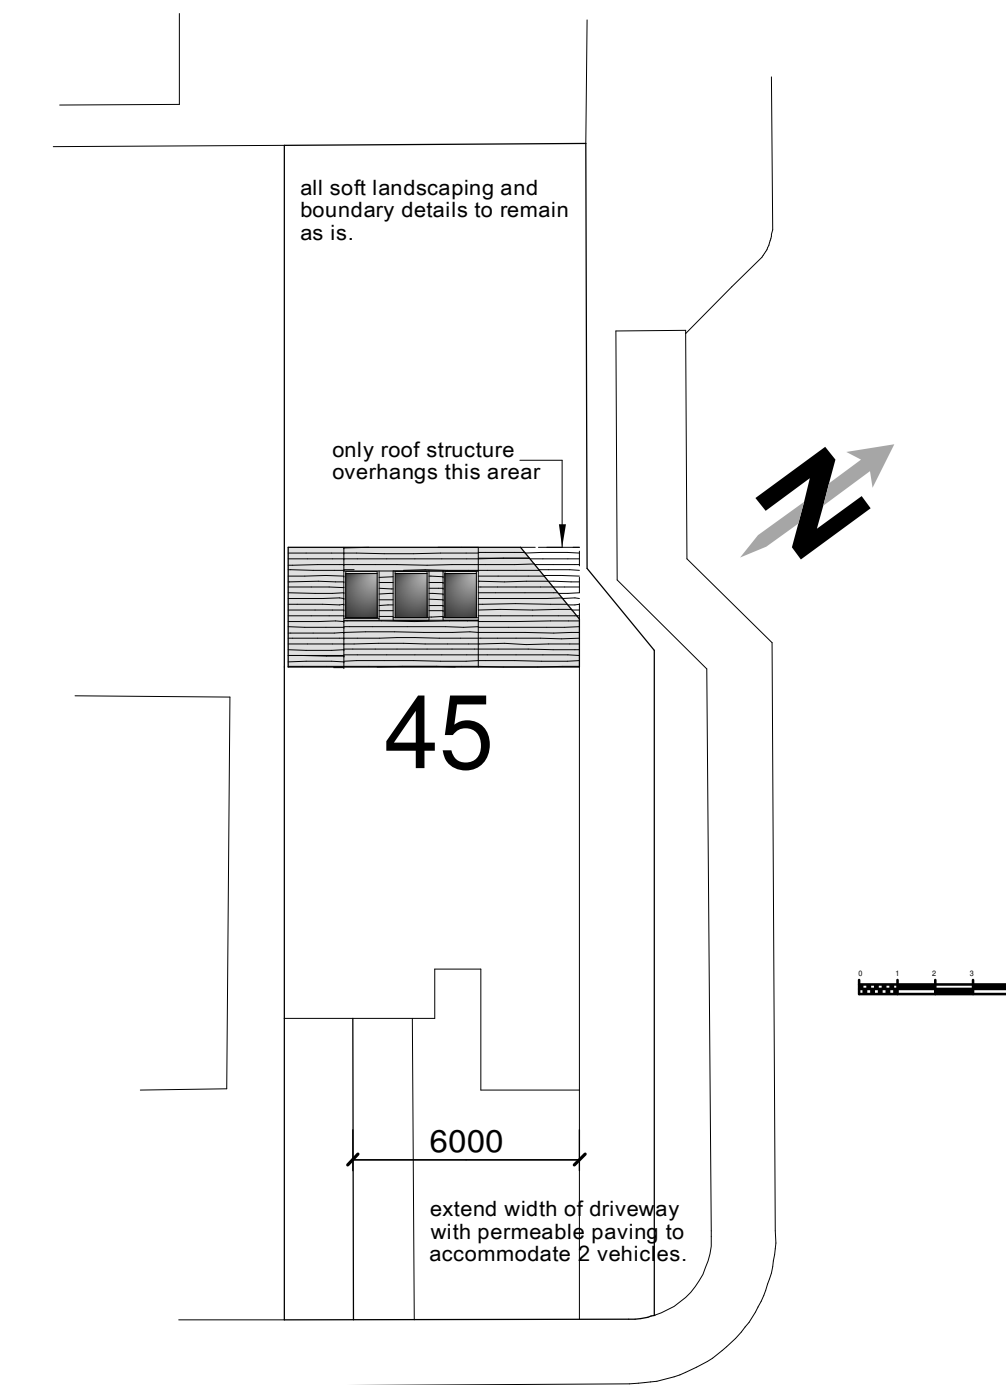 all soft landscaping and
boundary details to remain
as is.
only roof structure
overhangs this arear
N
45
0 1 2 3
6000
extend width of driveway
with permeable paving to
accommodate 2 vehicles.